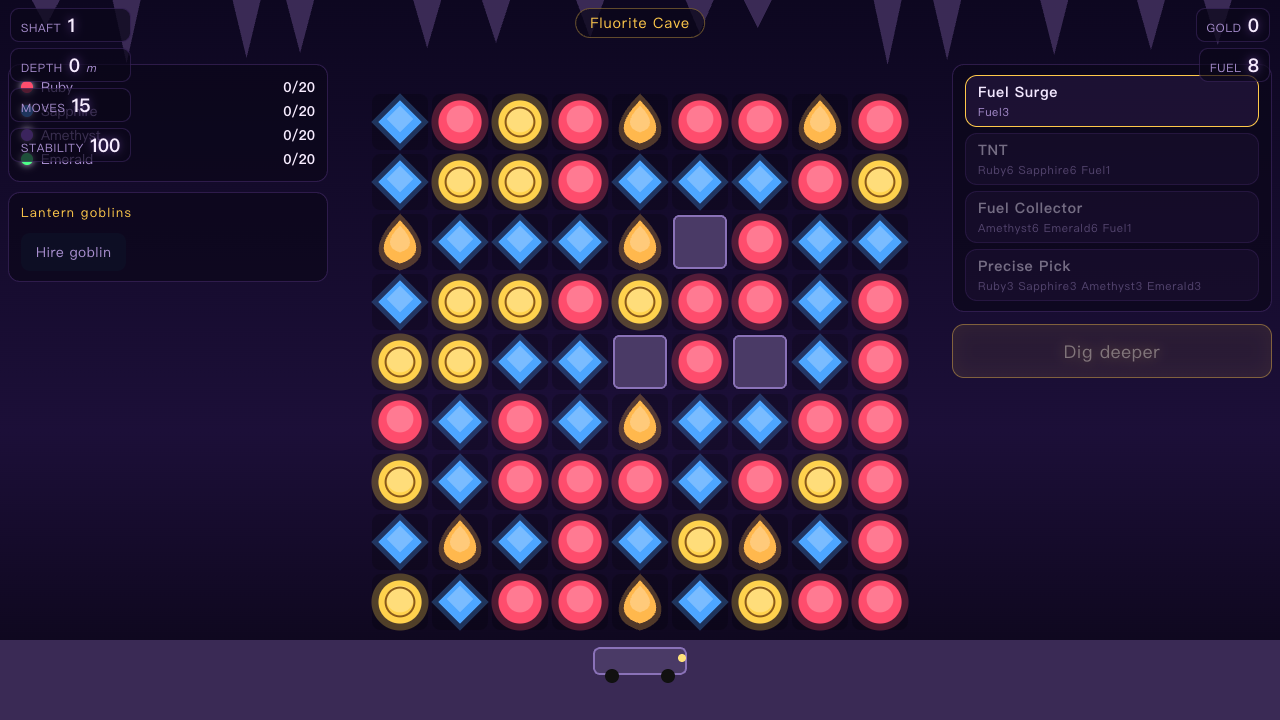 SHAFT 1
DEPTH 0 m
MOVES 15
STABILITY 100
Ruby 0/20
Sapphire 0/20
Amethyst 0/20
Emerald 0/20
Lantern goblins
Hire goblin
Fluorite Cave
GOLD 0
FUEL 8
Fuel Surge
Fuel3
TNT
Ruby6 Sapphire6 Fuel1
Fuel Collector
Amethyst6 Emerald6 Fuel1
Precise Pick
Ruby3 Sapphire3 Amethyst3 Emerald3
Dig deeper